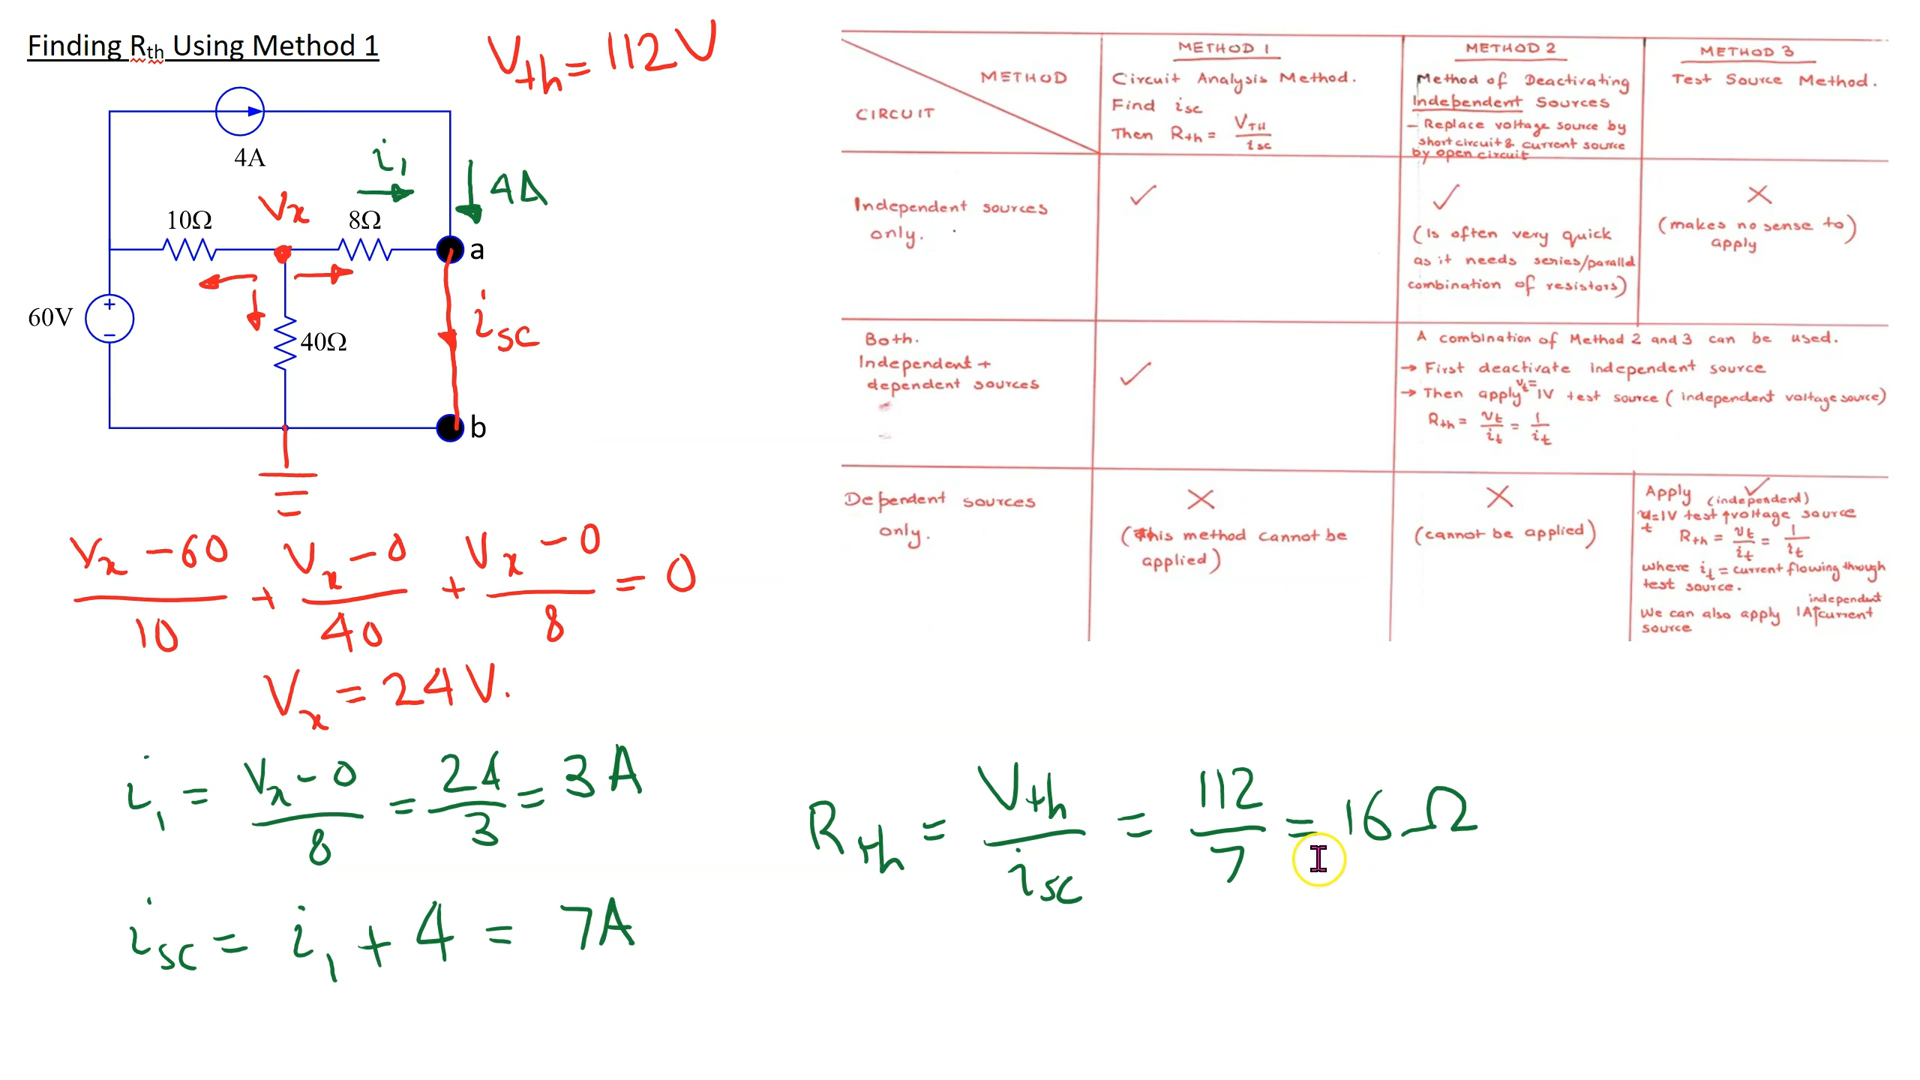 Finding Rth Using Method 1
Vth = 112 V
4A
i1
4A
10Ω
Vx
8Ω
a
60V
+
−
40Ω
isc
b
(Vx − 60)/10 + (Vx − 0)/40 + (Vx − 0)/8 = 0
Vx = 24V.
i1 = (Vx − 0)/8 = 24/3 = 3A
isc = i1 + 4 = 7A
Rth = Vth/isc = 112/7 = 16Ω
METHOD
CIRCUIT
METHOD 1
Circuit Analysis Method.
Find isc
Then Rth = VTH/isc
METHOD 2
Method of Deactivating
Independent Sources
– Replace voltage source by
short circuit & current source
by open circuit
METHOD 3
Test Source Method.
Independent sources
only.
✓
✓
(Is often very quick
as it needs series/parallel
combination of resistors)
×
(makes no sense to
apply)
Both.
Independent +
dependent sources
✓
A combination of Method 2 and 3 can be used.
→ First deactivate independent source
→ Then apply vt= 1V test source (independent voltage source)
Rth = vt/it = 1/it
Dependent sources
only.
×
(This method cannot be
applied)
×
(cannot be applied)
✓
Apply (independent)
vt=1V test voltage source
Rth = vt/it = 1/it
where it = current flowing through
test source.
We can also apply 1A independent current
source